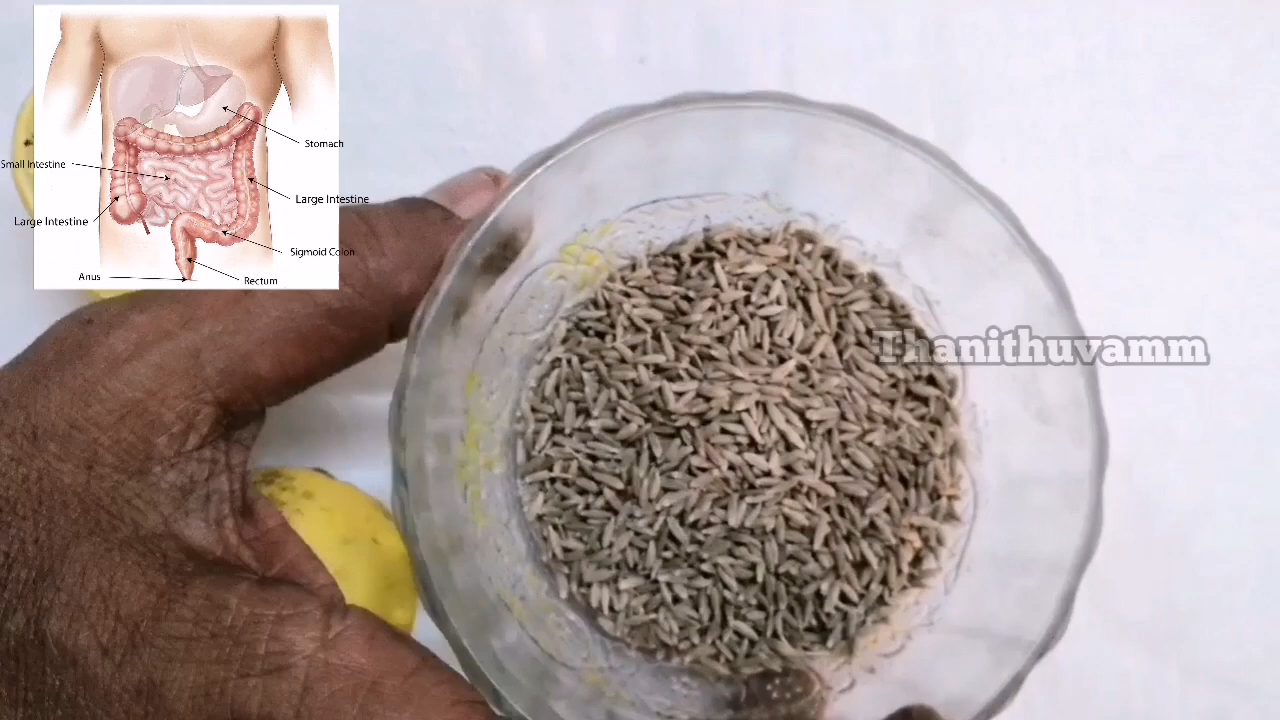 Stomach
Small Intestine
Large Intestine
Large Intestine
Sigmoid Colon
Anus
Rectum
Thanithuvamm